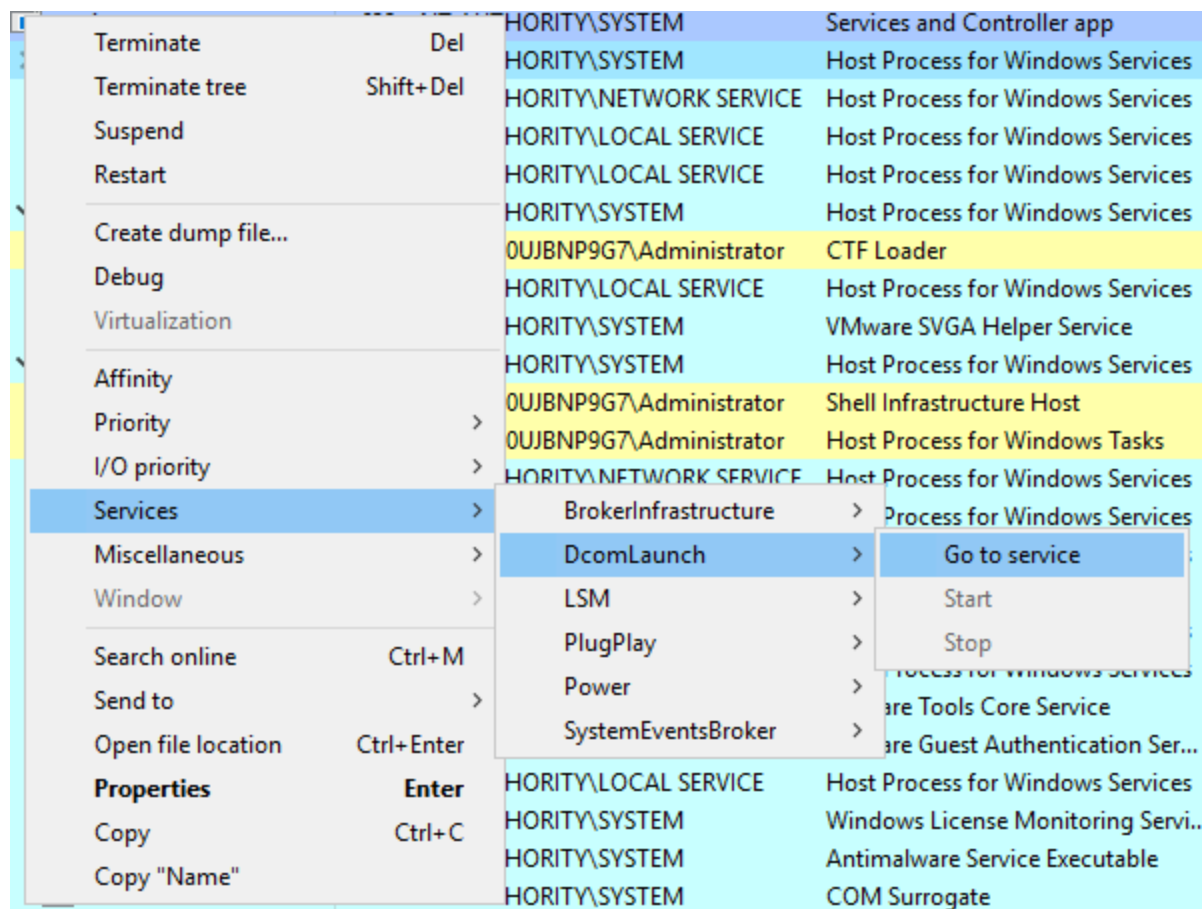 HORITY\SYSTEM Services and Controller app
Terminate Del
HORITY\SYSTEM Host Process for Windows Services
Terminate tree Shift+Del
HORITY\NETWORK SERVICE Host Process for Windows Services
Suspend
HORITY\LOCAL SERVICE Host Process for Windows Services
Restart
HORITY\LOCAL SERVICE Host Process for Windows Services
HORITY\SYSTEM Host Process for Windows Services
Create dump file...
0UJBNP9G7\Administrator CTF Loader
Debug
HORITY\LOCAL SERVICE Host Process for Windows Services
Virtualization
HORITY\SYSTEM VMware SVGA Helper Service
HORITY\SYSTEM Host Process for Windows Services
Affinity
0UJBNP9G7\Administrator Shell Infrastructure Host
Priority
0UJBNP9G7\Administrator Host Process for Windows Tasks
I/O priority
HORITY\NETWORK SERVICE Host Process for Windows Services
Services
BrokerInfrastructure
Process for Windows Services
Miscellaneous
DcomLaunch
Go to service
Window
LSM
Start
PlugPlay
Stop
Search online Ctrl+M
Process for Windows Services
Power
Send to
are Tools Core Service
SystemEventsBroker
Open file location Ctrl+Enter
are Guest Authentication Ser...
Properties Enter
HORITY\LOCAL SERVICE Host Process for Windows Services
Copy Ctrl+C
HORITY\SYSTEM Windows License Monitoring Servi...
HORITY\SYSTEM Antimalware Service Executable
Copy "Name"
HORITY\SYSTEM COM Surrogate